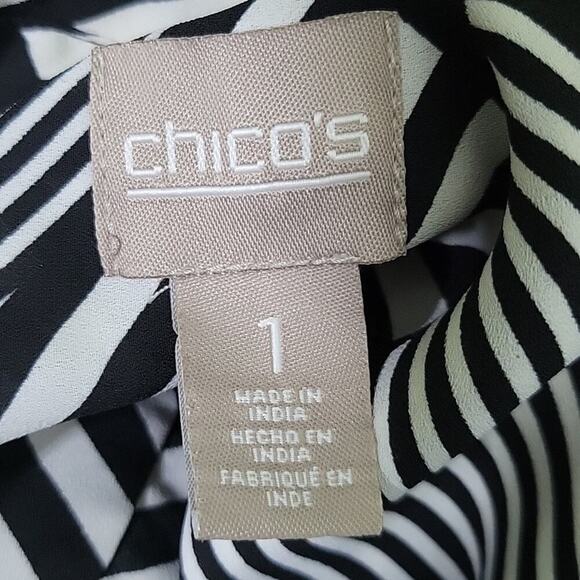 chico's
1
MADE IN
INDIA
HECHO EN
INDIA
FABRIQUÉ EN
INDE